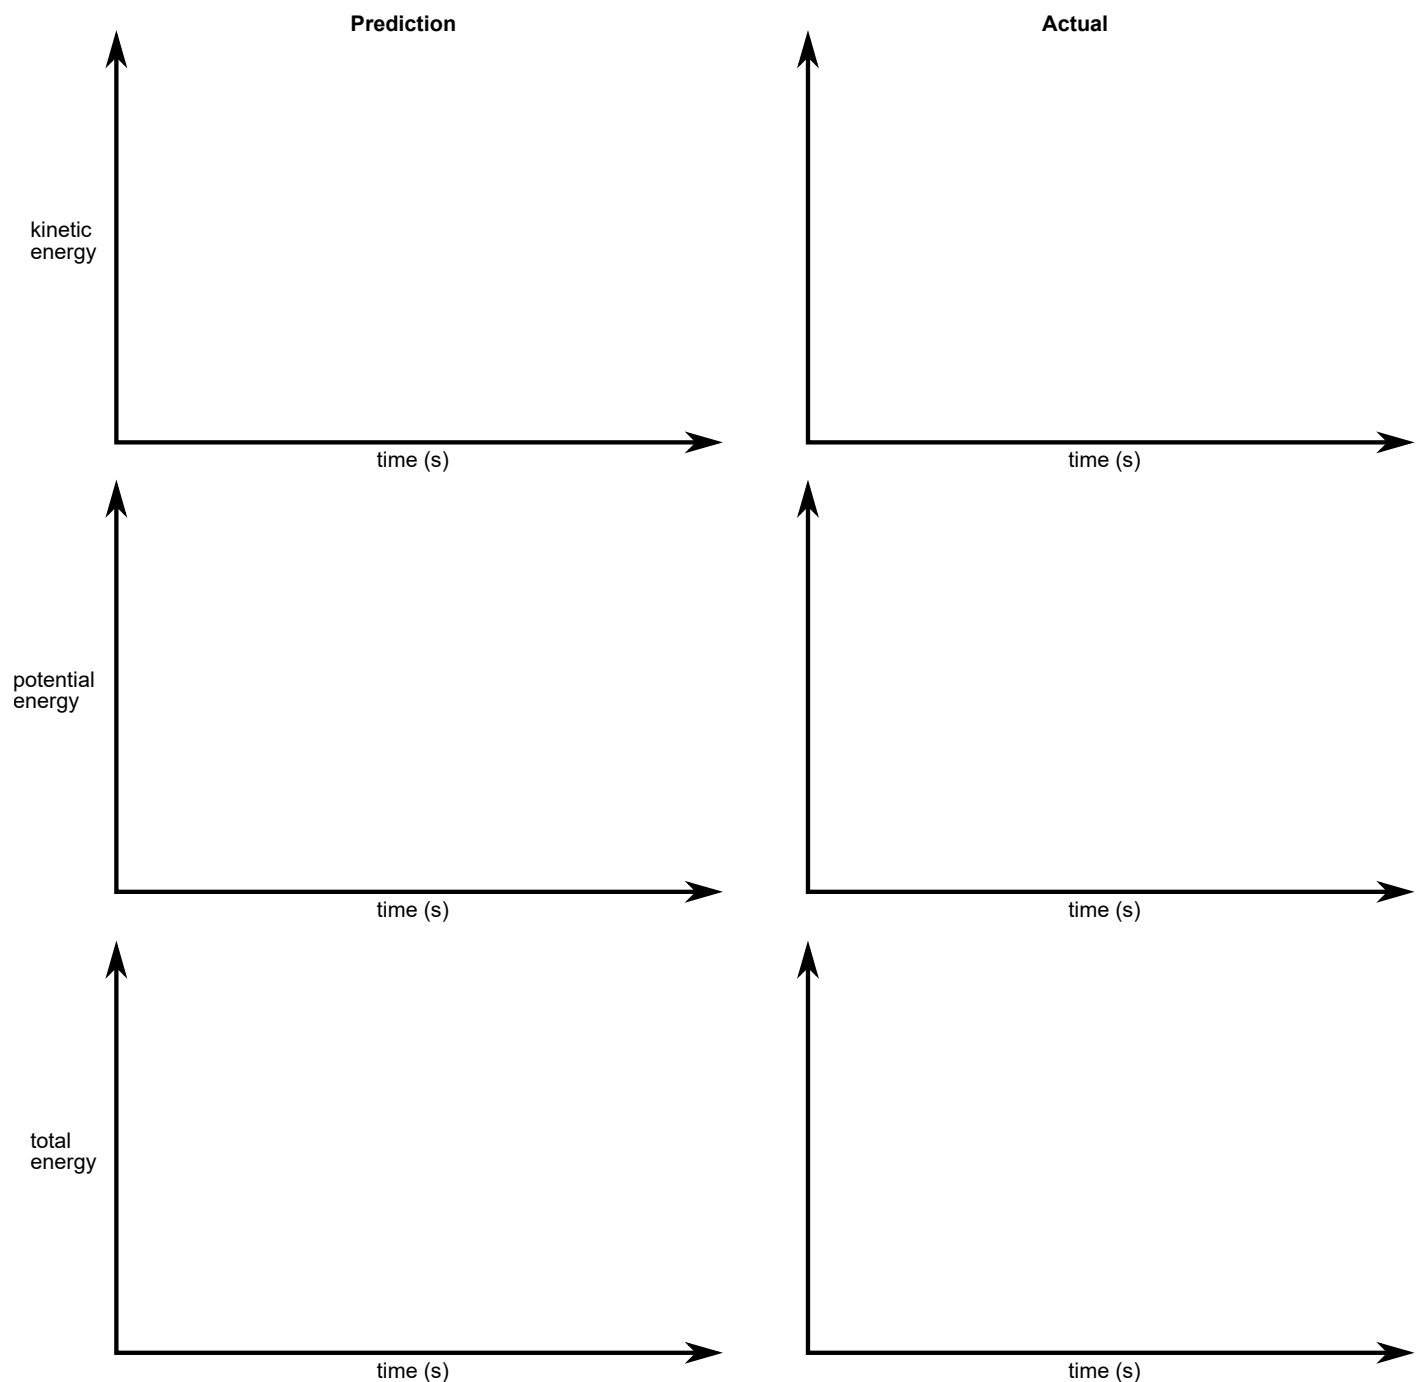 Prediction
Actual
kinetic
energy
time (s)
time (s)
potential
energy
time (s)
time (s)
total
energy
time (s)
time (s)